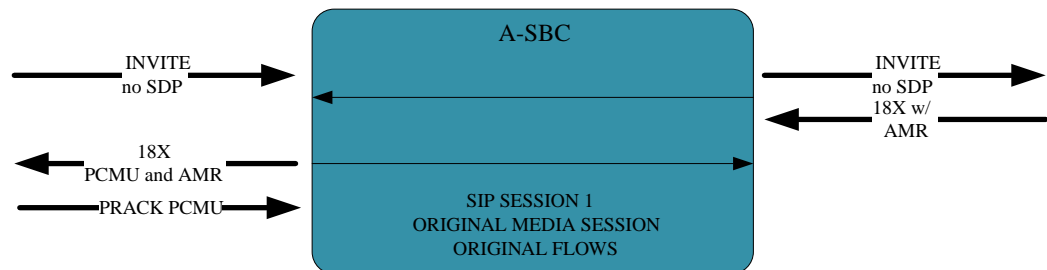 A-SBC
INVITE
no SDP
INVITE
no SDP
18X w/
AMR
18X
PCMU and AMR
PRACK PCMU
SIP SESSION 1
ORIGINAL MEDIA SESSION
ORIGINAL FLOWS